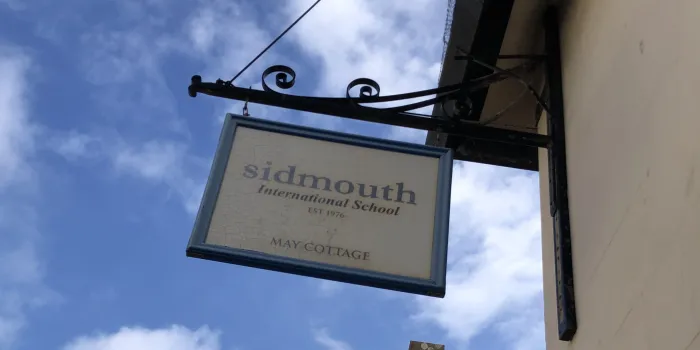 sidmouth
International School
EST 1976
MAY COTTAGE